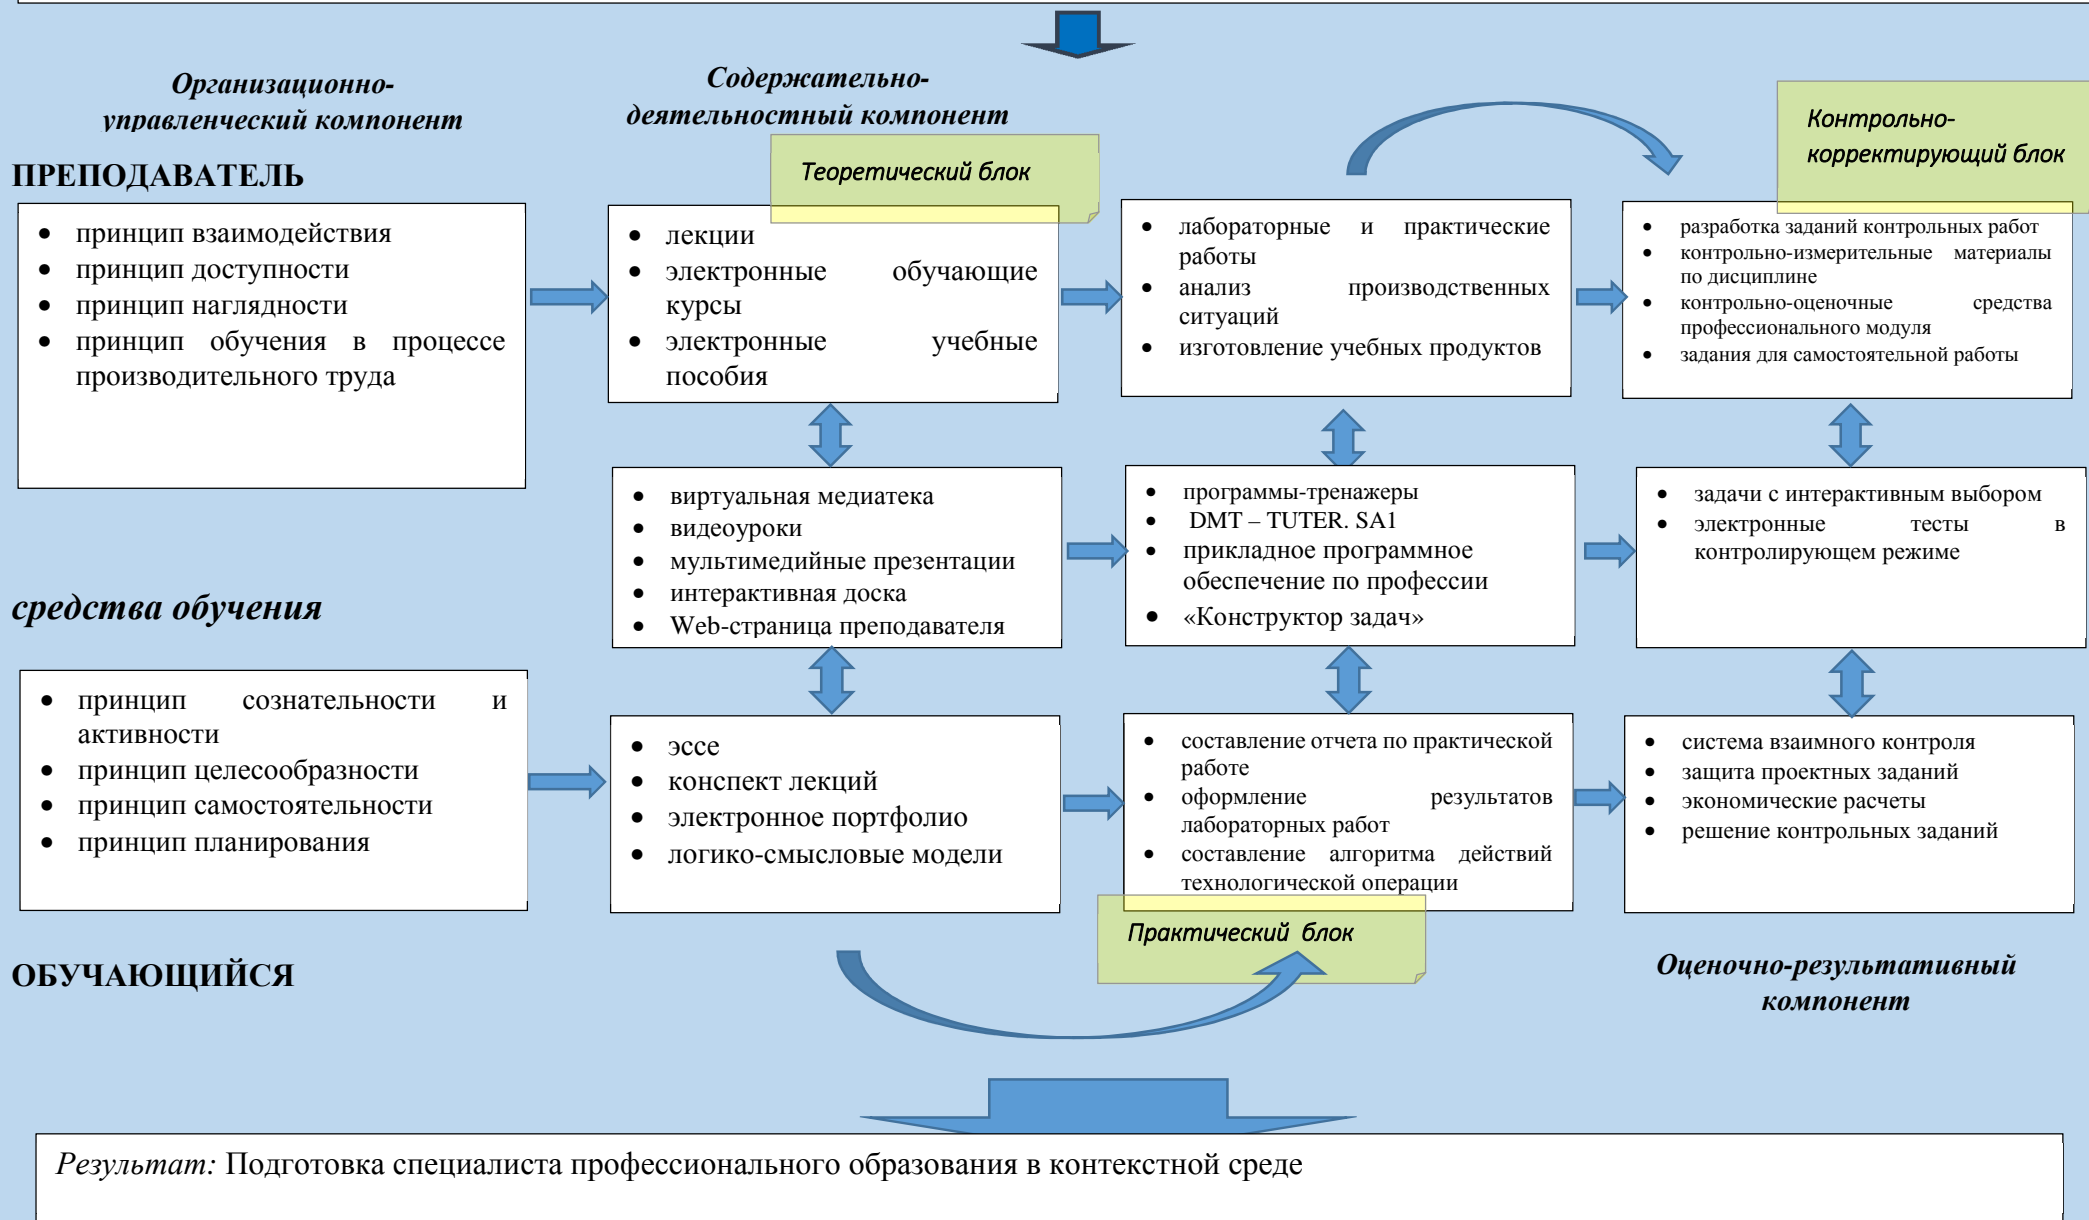 Организационно-
управленческий компонент
Содержательно-
деятельностный компонент
Контрольно-
корректирующий блок
Теоретический блок
ПРЕПОДАВАТЕЛЬ
• принцип взаимодействия
• принцип доступности
• принцип наглядности
• принцип обучения в процессе
производительного труда
• лекции
• электронные обучающие
курсы
• электронные учебные
пособия
• лабораторные и практические
работы
• анализ производственных
ситуаций
• изготовление учебных продуктов
• разработка заданий контрольных работ
• контрольно-измерительные материалы
по дисциплине
• контрольно-оценочные средства
профессионального модуля
• задания для самостоятельной работы
средства обучения
• виртуальная медиатека
• видеоуроки
• мультимедийные презентации
• интерактивная доска
• Web-страница преподавателя
• программы-тренажеры
• DMT – TUTER. SA1
• прикладное программное
обеспечение по профессии
• «Конструктор задач»
• задачи с интерактивным выбором
• электронные тесты в
контролирующем режиме
• принцип сознательности и
активности
• принцип целесообразности
• принцип самостоятельности
• принцип планирования
• эссе
• конспект лекций
• электронное портфолио
• логико-смысловые модели
• составление отчета по практической
работе
• оформление результатов
лабораторных работ
• составление алгоритма действий
технологической операции
• система взаимного контроля
• защита проектных заданий
• экономические расчеты
• решение контрольных заданий
Практический блок
ОБУЧАЮЩИЙСЯ
Оценочно-результативный
компонент
Результат: Подготовка специалиста профессионального образования в контекстной среде